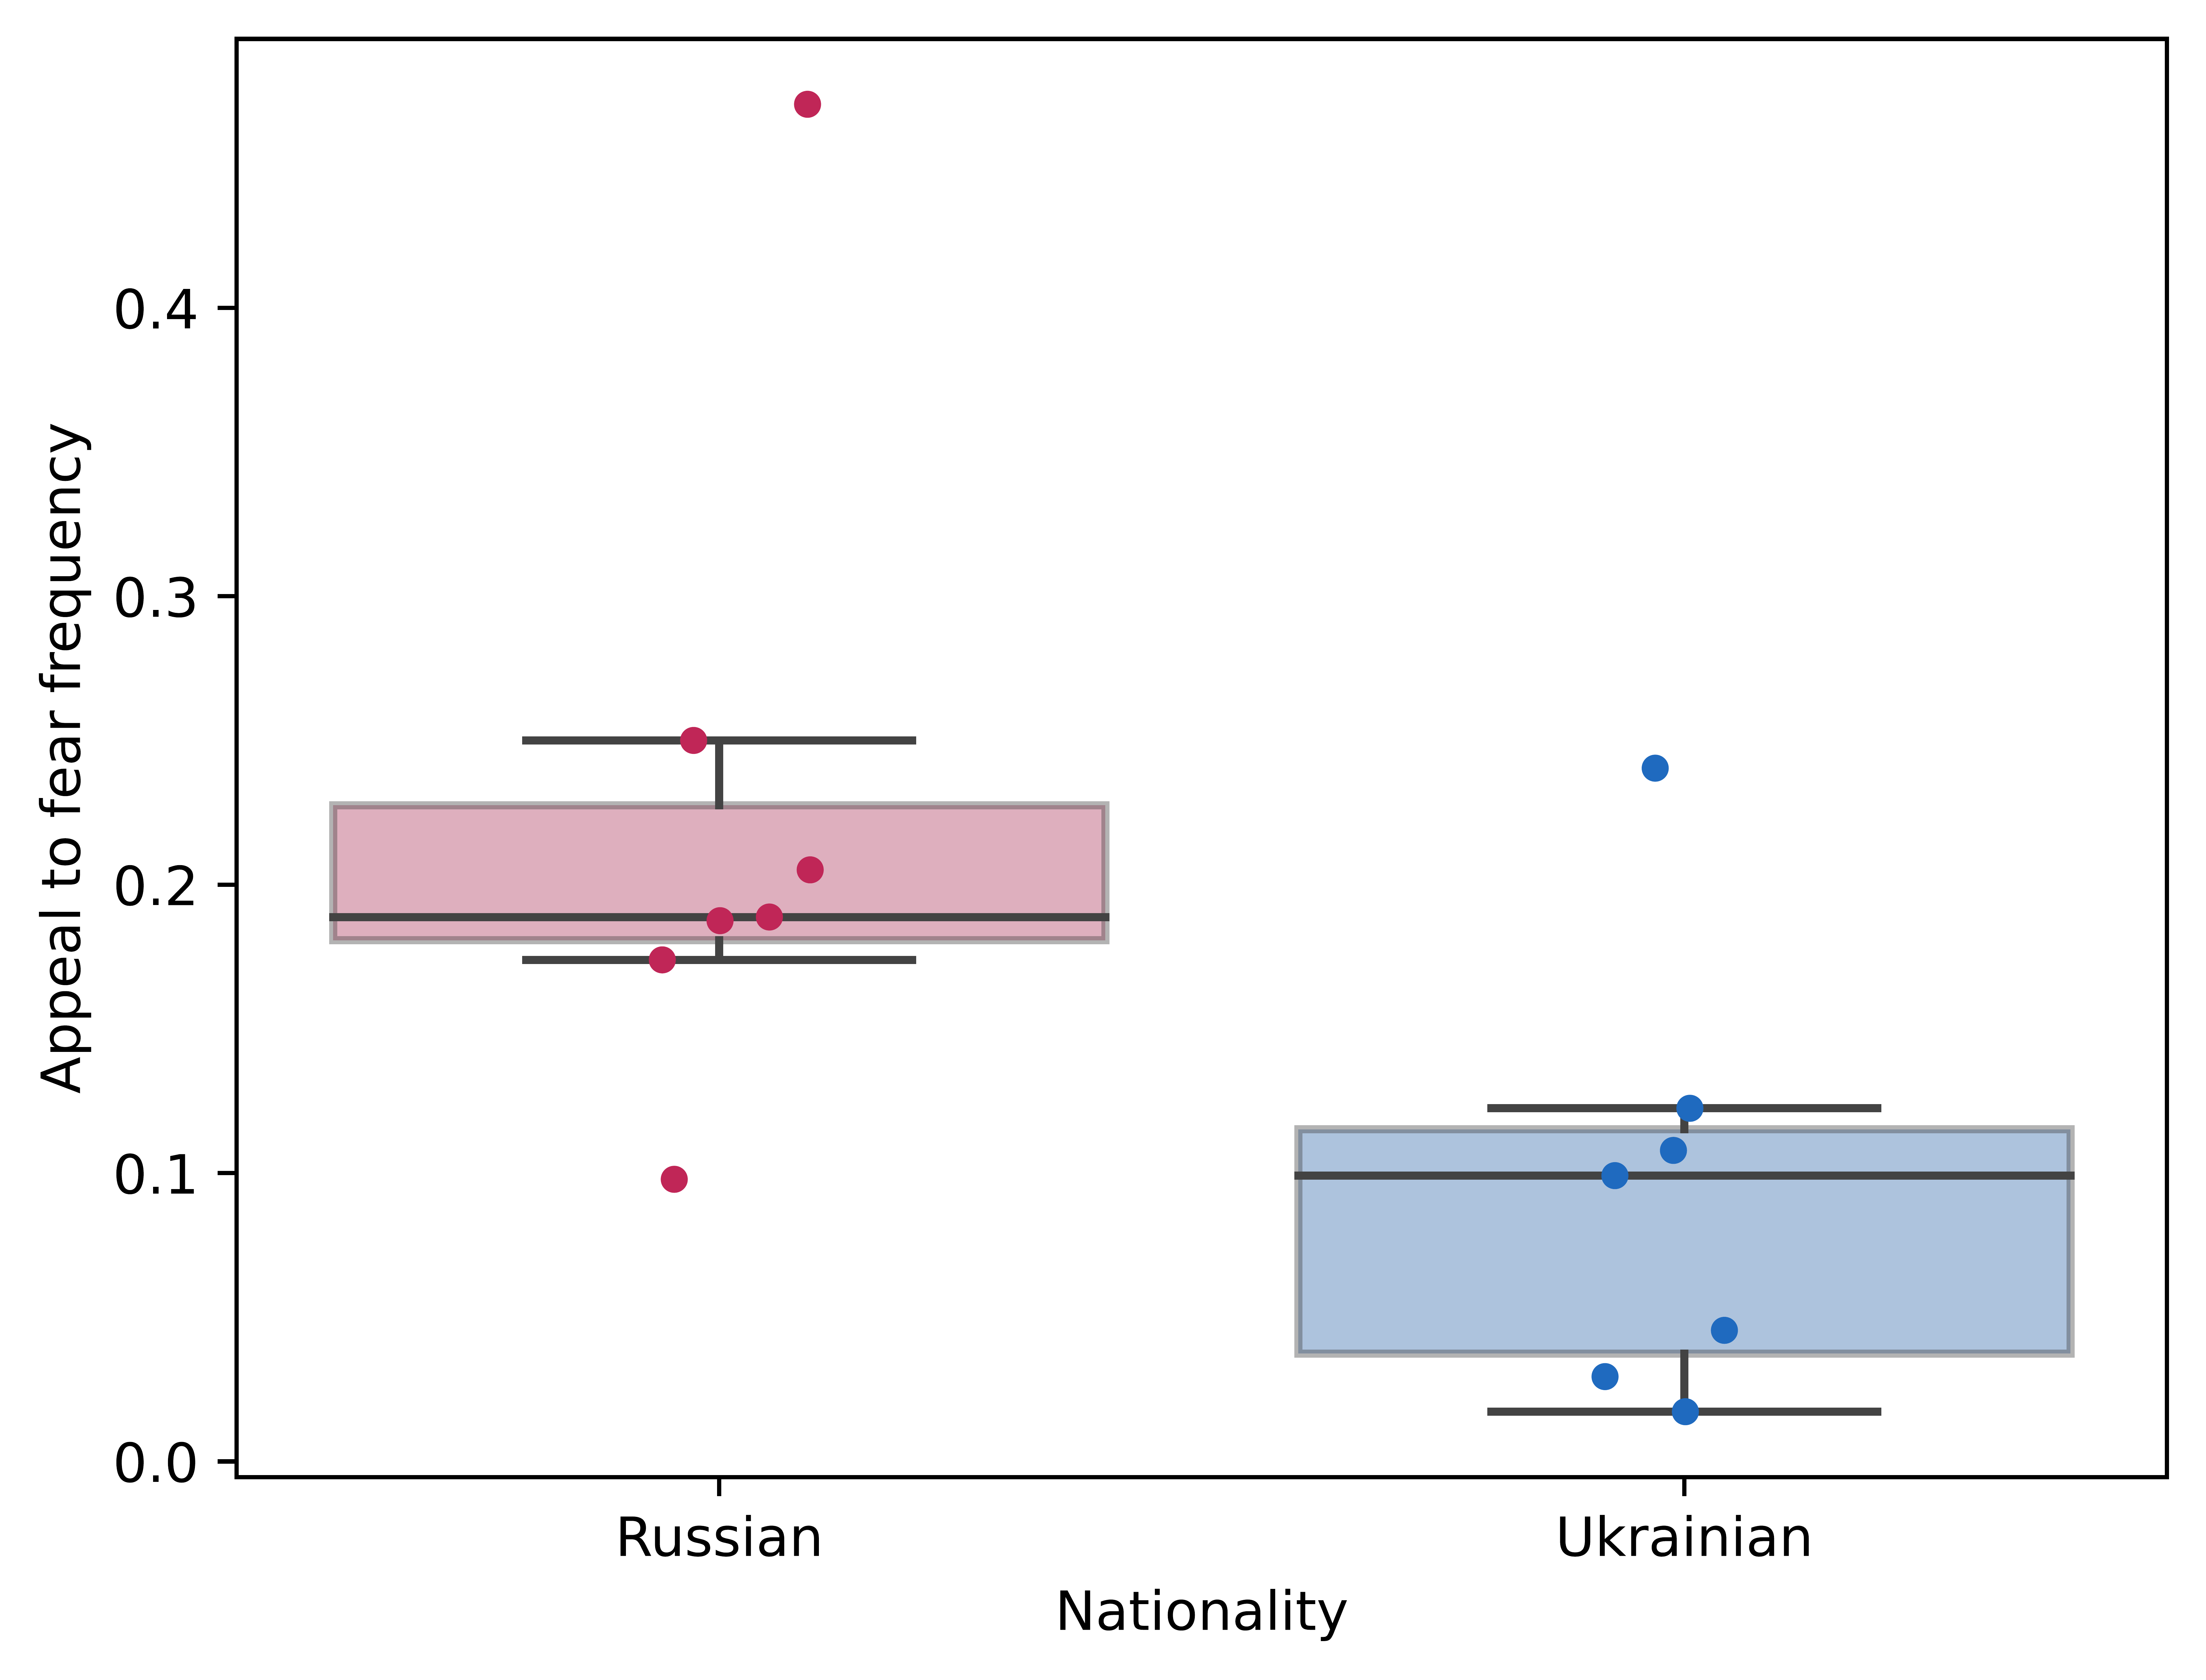 Appeal to fear frequency
0.4
0.3
0.2
0.1
0.0
Russian
Ukrainian
Nationality